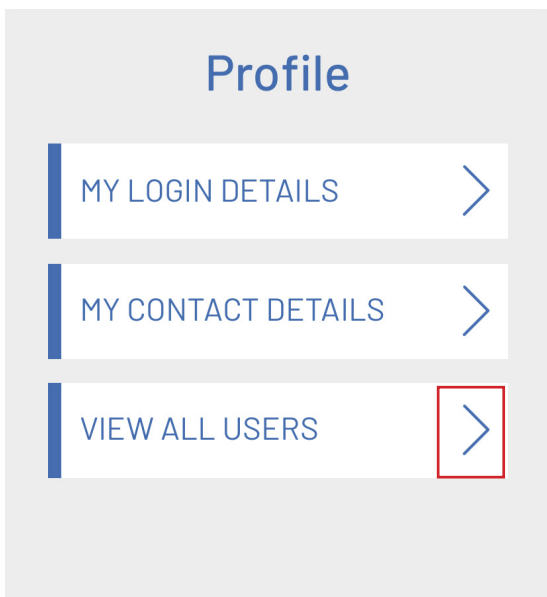 Profile
MY LOGIN DETAILS
MY CONTACT DETAILS
VIEW ALL USERS